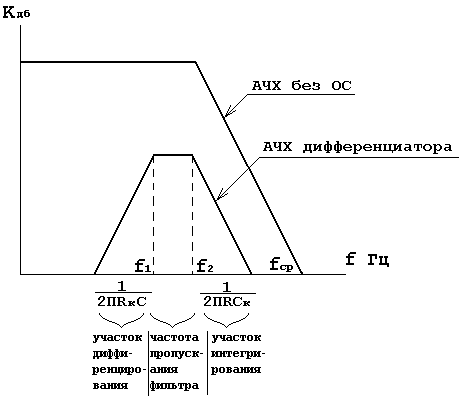 Kдб
АЧХ без ОС
АЧХ дифференциатора
f1
f2
fср
f Гц
1
2ПRкC
1
2ПRCк
участок
диффи-
ренциро-
вания
частота
пропуск-
ания
фильтра
участок
интегри-
рования